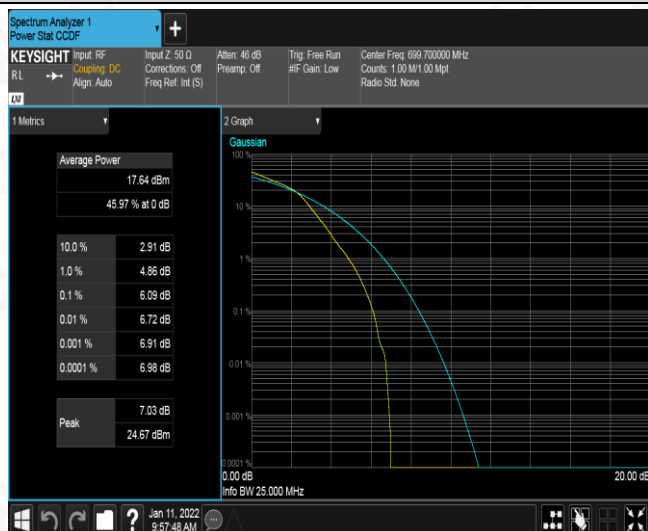 Spectrum Analyzer 1
Power Stat CCDF
+
KEYSIGHT
RL
LXI
Input: RF
Coupling: DC
Align: Auto
Input Z: 50 Ω
Corrections: Off
Freq Ref: Int (S)
Atten: 46 dB
Preamp: Off
Trig: Free Run
#IF Gain: Low
Center Freq: 699.700000 MHz
Counts: 1.00 M/1.00 Mpt
Radio Std: None
1 Metrics
Average Power
17.64 dBm
45.97 % at 0 dB
10.0 % 2.91 dB
1.0 % 4.86 dB
0.1 % 6.09 dB
0.01 % 6.72 dB
0.001 % 6.91 dB
0.0001 % 6.98 dB
Peak
7.03 dB
24.67 dBm
2 Graph
Gaussian
100 %
10 %
1 %
0.1 %
0.01 %
0.001 %
0.0001 %
0.00 dB 20.00 dB
Info BW 25.000 MHz
?
Jan 11, 2022
9:57:48 AM